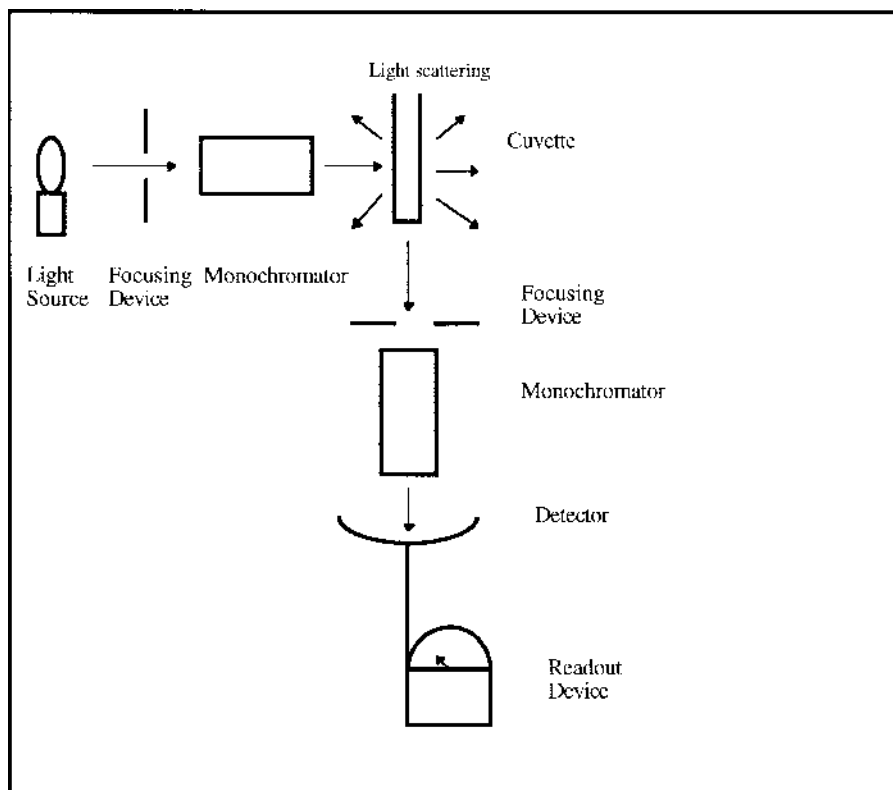 Light scattering
Cuvette
Light
Source
Focusing
Device
Monochromator
Focusing
Device
Monochromator
Detector
Readout
Device